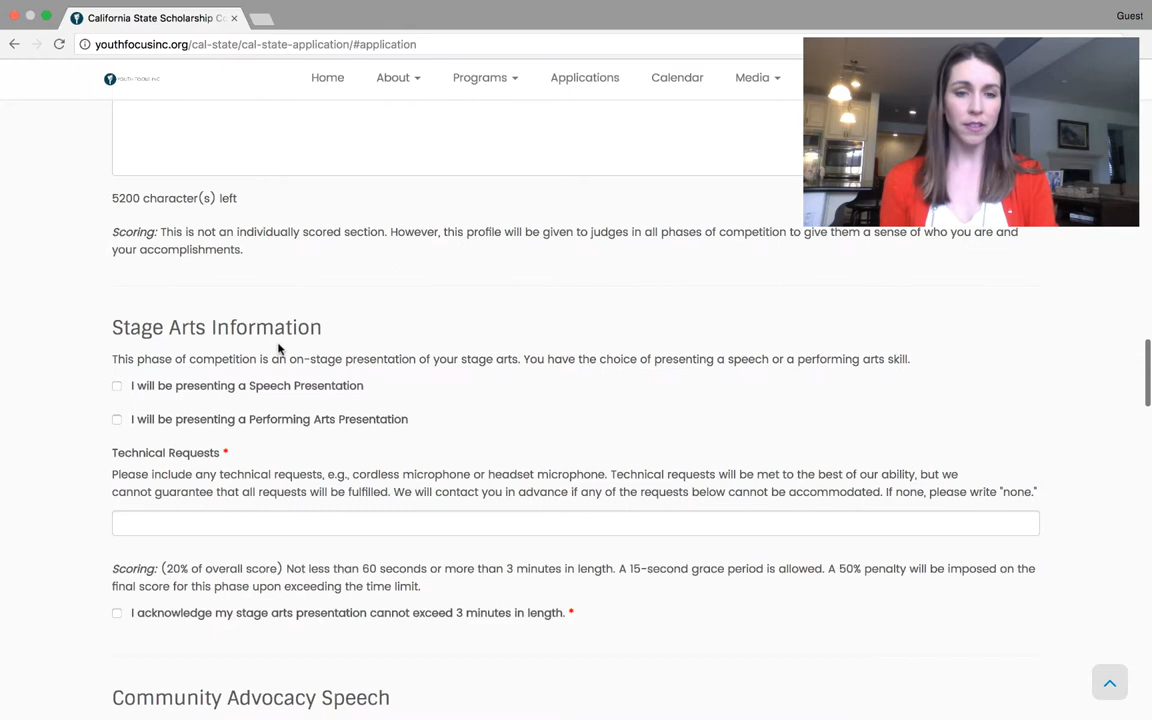 Guest
California State Scholarship C
youthfocusinc.org/cal-state/cal-state-application/#application
YOUTH FOCUS INC
Home About Programs Applications Calendar Media
5200 character(s) left
Scoring: This is not an individually scored section. However, this profile will be given to judges in all phases of competition to give them a sense of who you are and
your accomplishments.
Stage Arts Information
This phase of competition is an on-stage presentation of your stage arts. You have the choice of presenting a speech or a performing arts skill.
I will be presenting a Speech Presentation
I will be presenting a Performing Arts Presentation
Technical Requests *
Please include any technical requests, e.g., cordless microphone or headset microphone. Technical requests will be met to the best of our ability, but we
cannot guarantee that all requests will be fulfilled. We will contact you in advance if any of the requests below cannot be accommodated. If none, please write "none."
Scoring: (20% of overall score) Not less than 60 seconds or more than 3 minutes in length. A 15-second grace period is allowed. A 50% penalty will be imposed on the
final score for this phase upon exceeding the time limit.
I acknowledge my stage arts presentation cannot exceed 3 minutes in length. *
Community Advocacy Speech